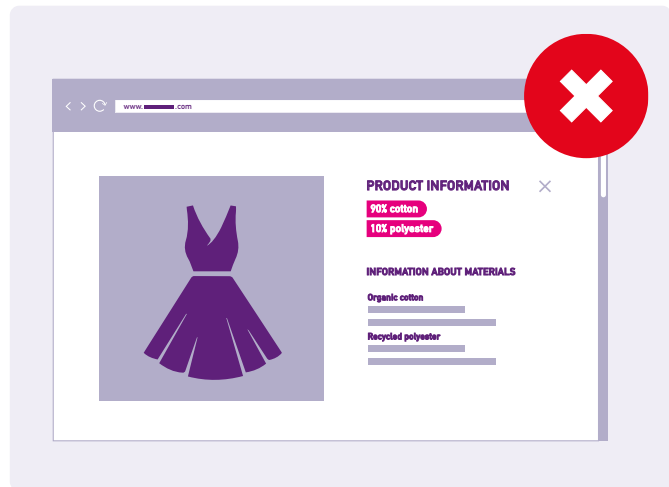 www. .com
PRODUCT INFORMATION
90% cotton
10% polyester
INFORMATION ABOUT MATERIALS
Organic cotton
Recycled polyester